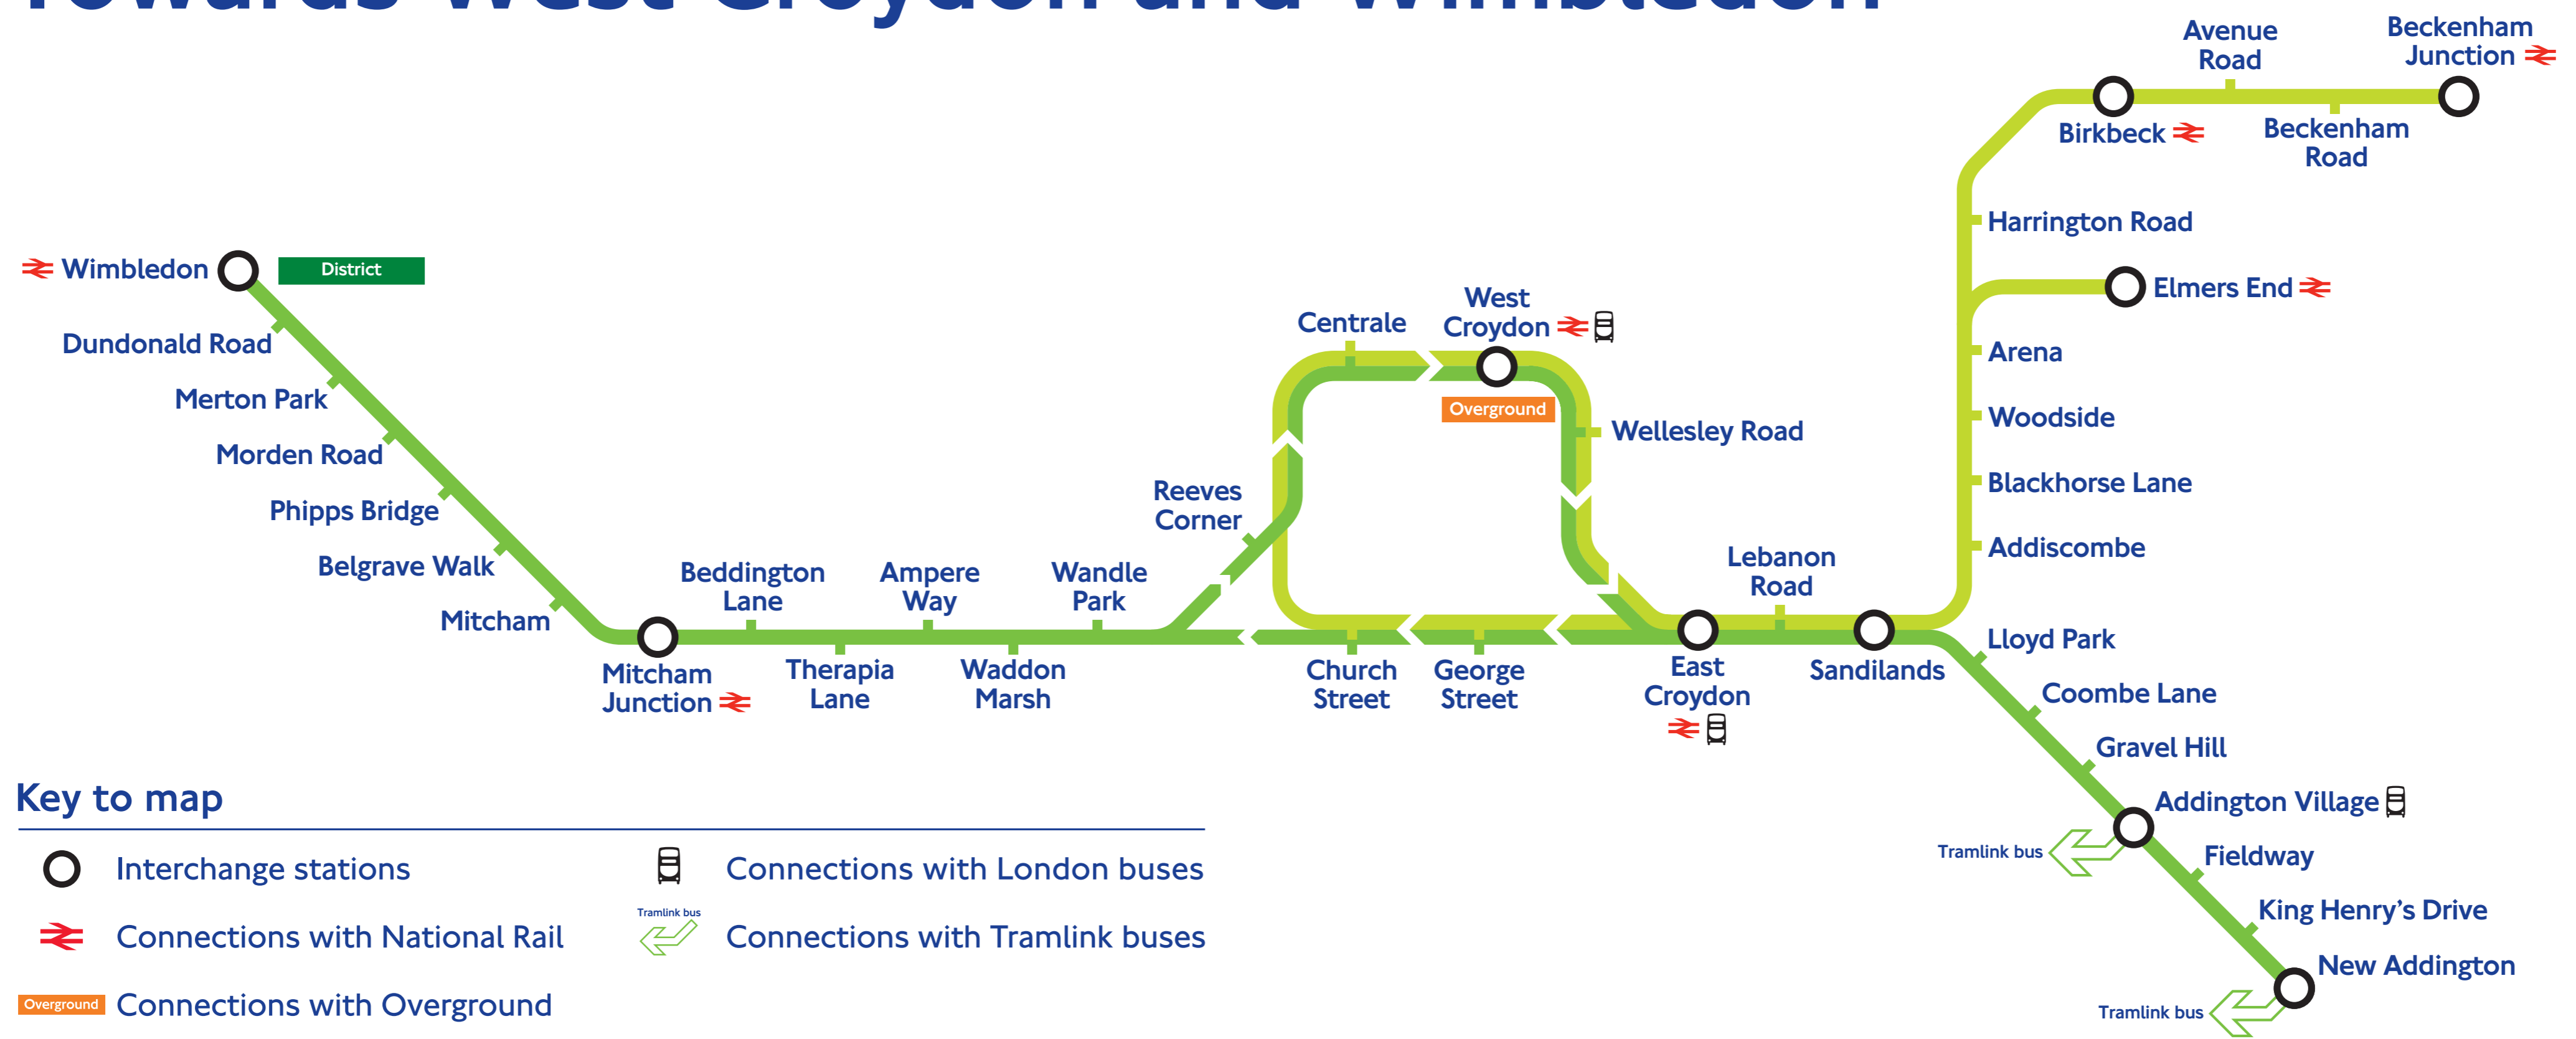 Towards West Croydon and Wimbledon
Avenue
Road
Beckenham
Junction
Birkbeck
Beckenham
Road
Harrington Road
Elmers End
Arena
Woodside
Blackhorse Lane
Addiscombe
Wimbledon
District
Dundonald Road
Merton Park
Morden Road
Phipps Bridge
Belgrave Walk
Mitcham
Mitcham
Junction
Beddington
Lane
Therapia
Lane
Ampere
Way
Waddon
Marsh
Wandle
Park
Reeves
Corner
Centrale
West
Croydon
Overground
Wellesley Road
Church
Street
George
Street
East
Croydon
Lebanon
Road
Sandilands
Lloyd Park
Coombe Lane
Gravel Hill
Addington Village
Tramlink bus
Fieldway
King Henry's Drive
New Addington
Tramlink bus
Key to map
Interchange stations
Connections with National Rail
Overground
Connections with Overground
Connections with London buses
Tramlink bus
Connections with Tramlink buses